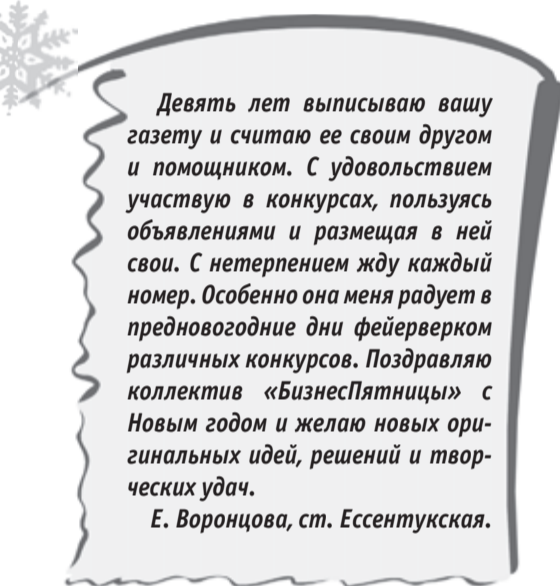 Девять лет выписываю вашу
газету и считаю ее своим другом
и помощником. С удовольствием
участвую в конкурсах, пользуясь
объявлениями и размещая в ней
свои. С нетерпением жду каждый
номер. Особенно она меня радует в
предновогодние дни фейерверком
различных конкурсов. Поздравляю
коллектив «БизнесПятницы» с
Новым годом и желаю новых ори-
гинальных идей, решений и твор-
ческих удач.
Е. Воронцова, ст. Ессентукская.